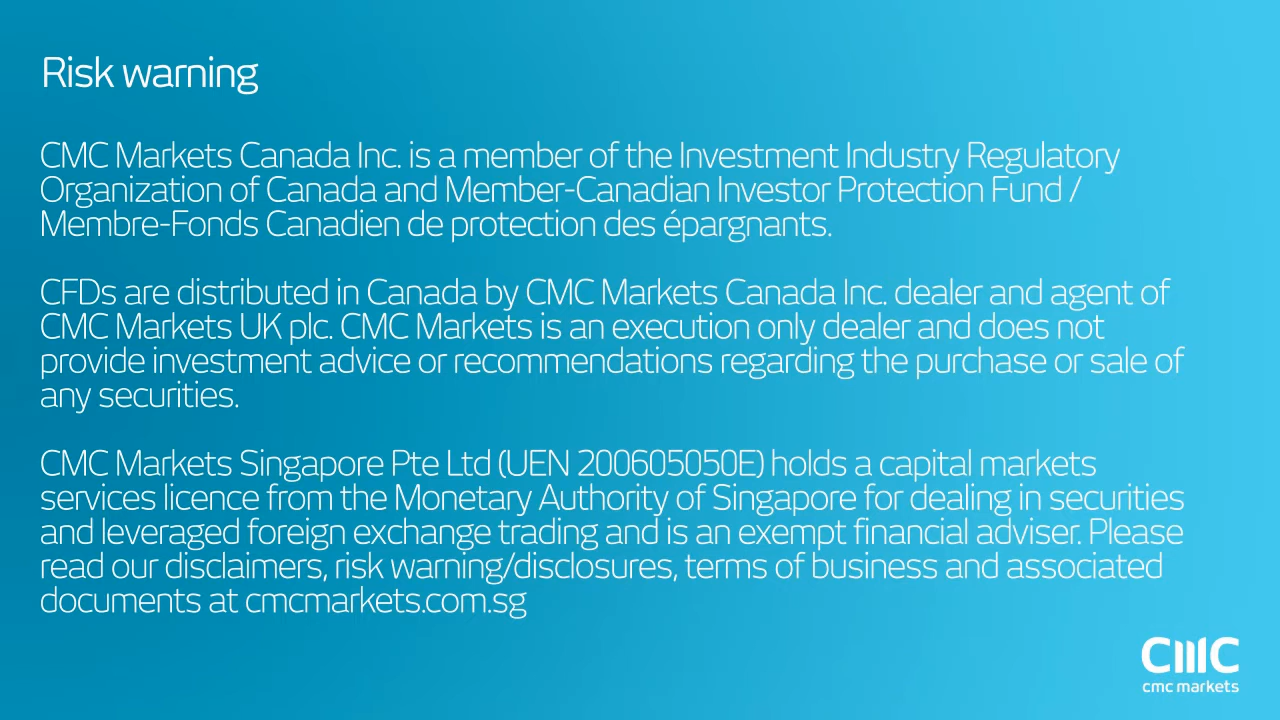 Risk warning
CMC Markets Canada Inc. is a member of the Investment Industry Regulatory
Organization of Canada and Member-Canadian Investor Protection Fund /
Membre-Fonds Canadien de protection des épargnants.
CFDs are distributed in Canada by CMC Markets Canada Inc. dealer and agent of
CMC Markets UK plc. CMC Markets is an execution only dealer and does not
provide investment advice or recommendations regarding the purchase or sale of
any securities.
CMC Markets Singapore Pte Ltd (UEN 200605050E) holds a capital markets
services licence from the Monetary Authority of Singapore for dealing in securities
and leveraged foreign exchange trading and is an exempt financial adviser. Please
read our disclaimers, risk warning/disclosures, terms of business and associated
documents at cmcmarkets.com.sg
CMC
cmc markets